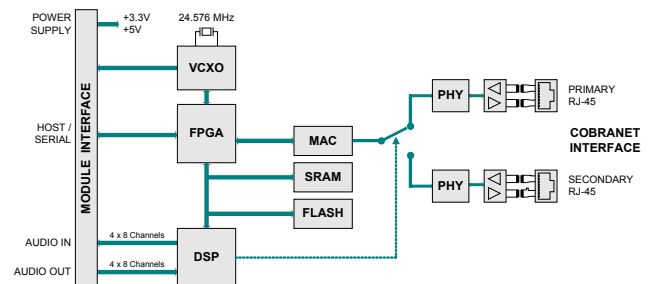 POWER
SUPPLY
+3.3V
+5V
24.576 MHz
VCXO
MODULE INTERFACE
HOST /
SERIAL
FPGA
MAC
SRAM
FLASH
PHY
PRIMARY
RJ-45
COBRANET
INTERFACE
PHY
SECONDARY
RJ-45
AUDIO IN
4 x 8 Channels
DSP
AUDIO OUT
4 x 8 Channels